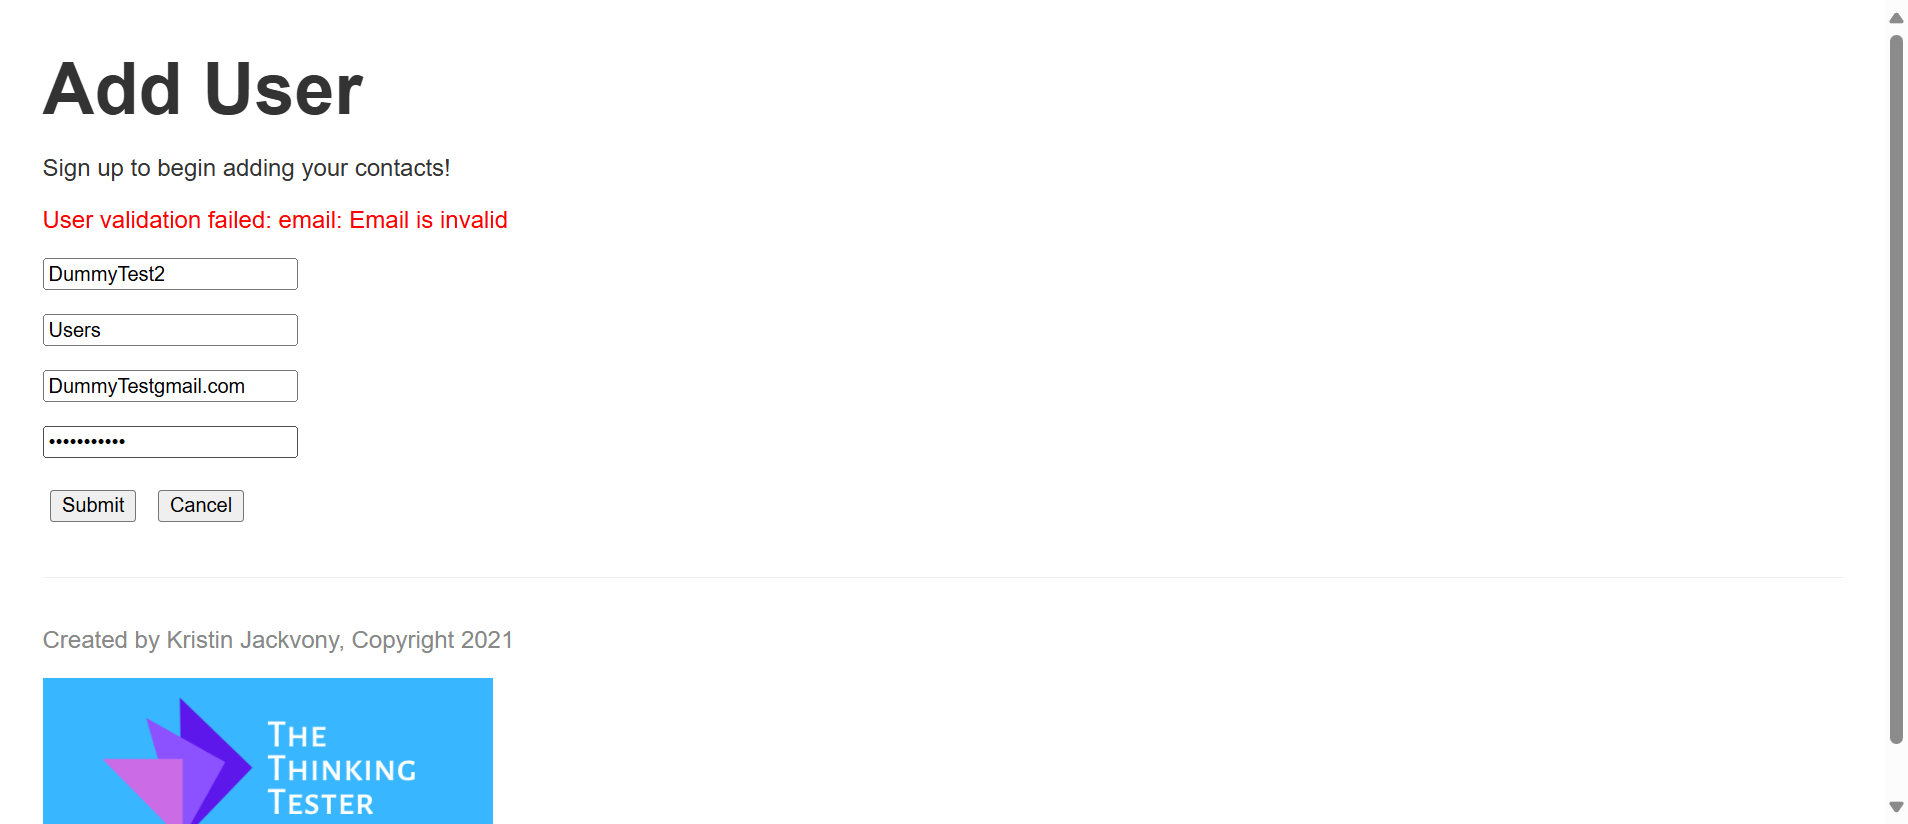 Add User
Sign up to begin adding your contacts!
User validation failed: email: Email is invalid
DummyTest2
Users
DummyTestgmail.com
•••••••••••
Submit Cancel
Created by Kristin Jackvony, Copyright 2021
THE
THINKING
TESTER